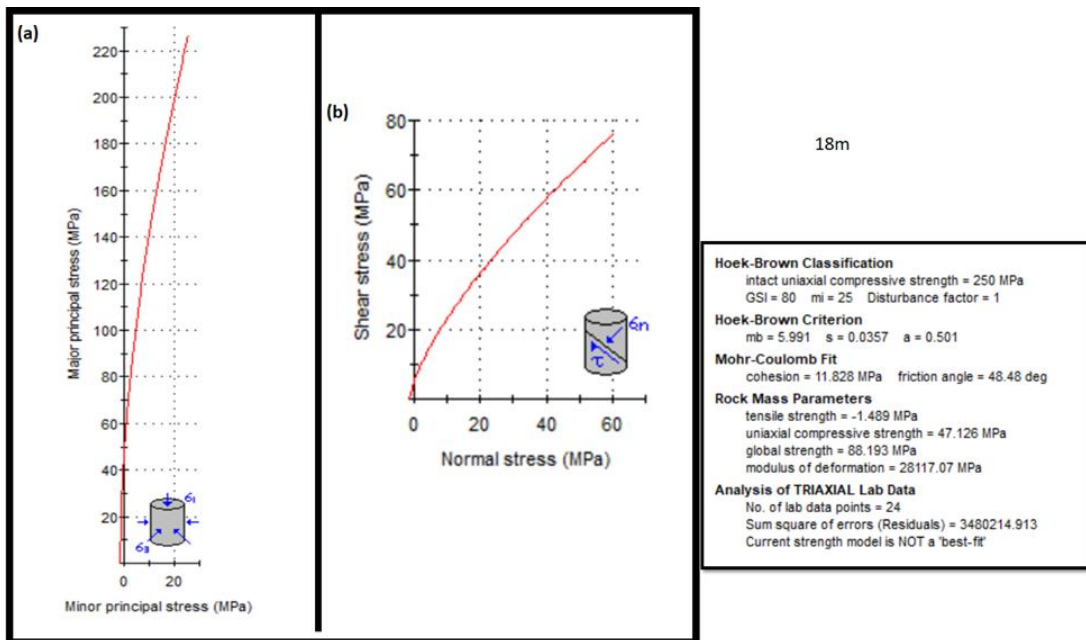 (a)
220
200
180
160
140
120
100
80
60
40
20
0 20
Major principal stress (MPa)
Minor principal stress (MPa)
σ1
σ3
(b)
80
60
40
20
0 20 40 60
Shear stress (MPa)
Normal stress (MPa)
σn
τ
18m
Hoek-Brown Classification
intact uniaxial compressive strength = 250 MPa
GSI = 80 mi = 25 Disturbance factor = 1
Hoek-Brown Criterion
mb = 5.991 s = 0.0357 a = 0.501
Mohr-Coulomb Fit
cohesion = 11.828 MPa friction angle = 48.48 deg
Rock Mass Parameters
tensile strength = -1.489 MPa
uniaxial compressive strength = 47.126 MPa
global strength = 88.193 MPa
modulus of deformation = 28117.07 MPa
Analysis of TRIAXIAL Lab Data
No. of lab data points = 24
Sum square of errors (Residuals) = 3480214.913
Current strength model is NOT a 'best-fit'